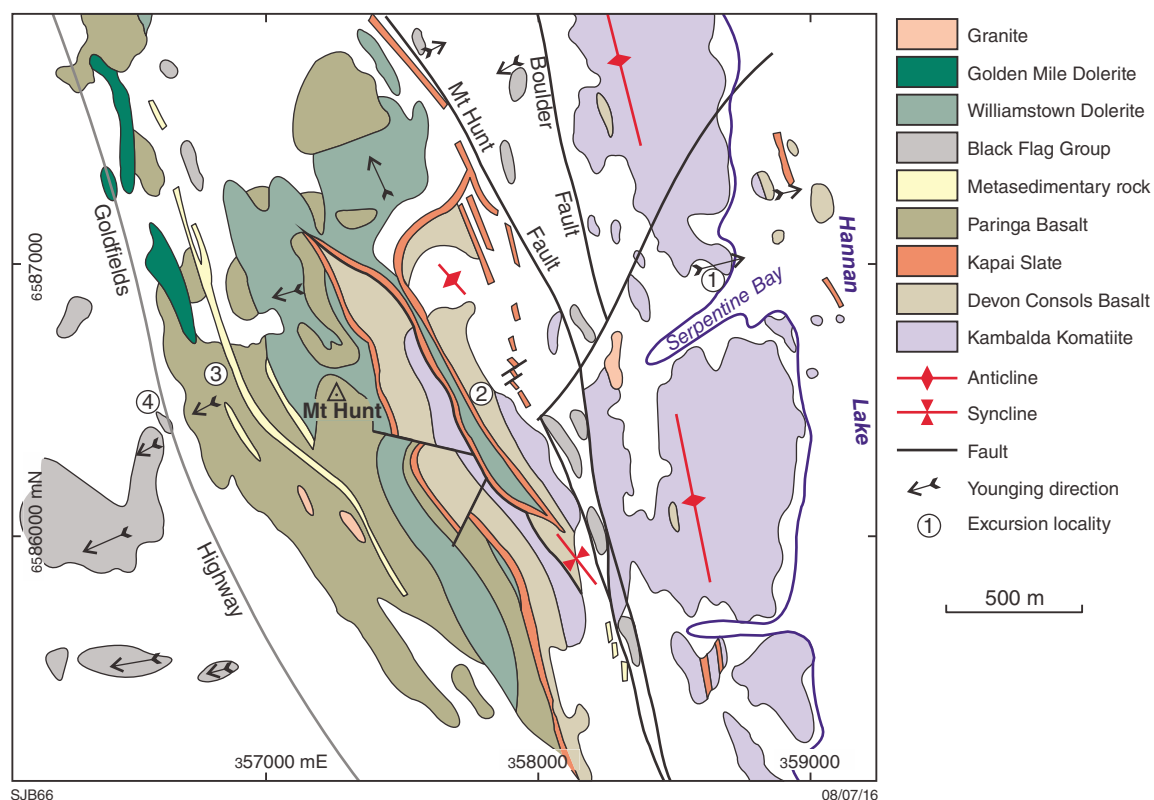 Granite
Golden Mile Dolerite
Williamstown Dolerite
Black Flag Group
Metasedimentary rock
Paringa Basalt
Kapai Slate
Devon Consols Basalt
Kambalda Komatiite
Anticline
Syncline
Fault
Younging direction
1 Excursion locality
500 m
Mt Hunt
Fault
Boulder
Fault
Goldfields
Highway
Hannan
Lake
Serpentine Bay
1
2
3
4
Mt Hunt
6587000
6586000 mN
357000 mE
358000
359000
SJB66
08/07/16